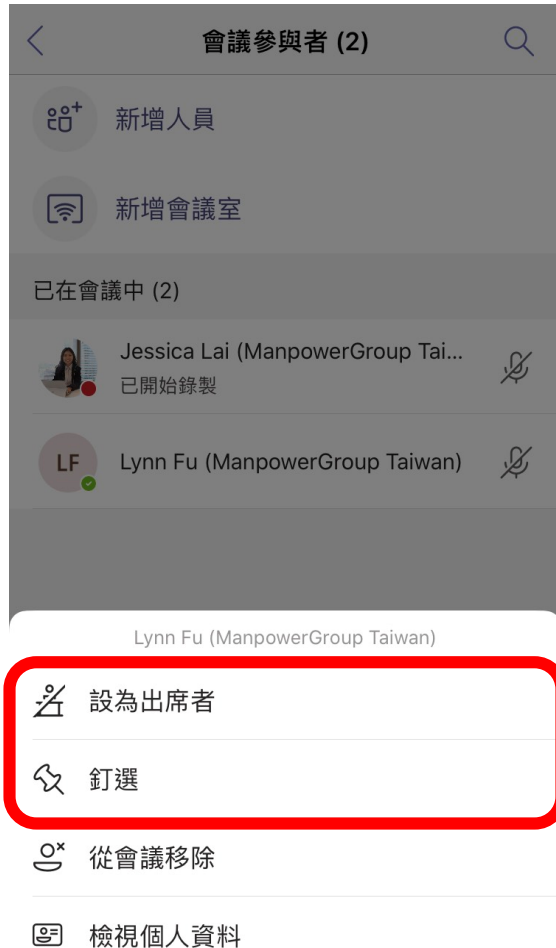 會議參與者 (2)
新增人員
新增會議室
已在會議中 (2)
Jessica Lai (ManpowerGroup Tai...
已開始錄製
LF
Lynn Fu (ManpowerGroup Taiwan)
Lynn Fu (ManpowerGroup Taiwan)
設為出席者
釘選
從會議移除
檢視個人資料